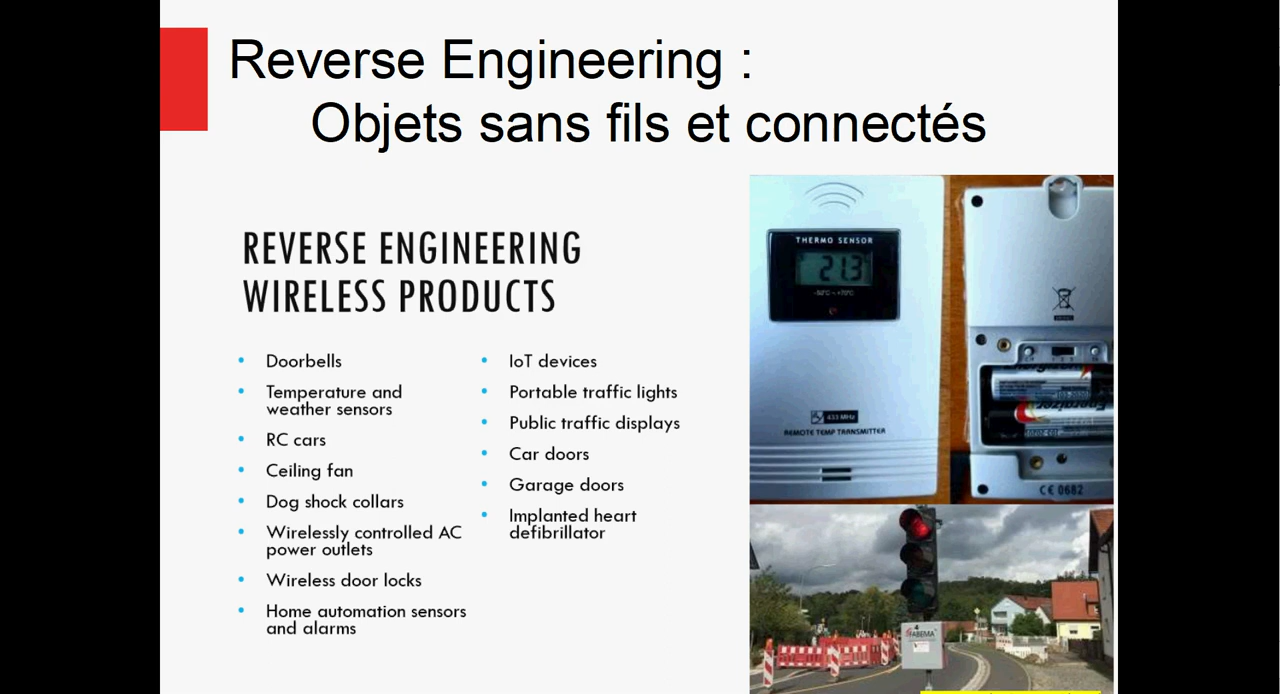 Reverse Engineering :
Objets sans fils et connectés
REVERSE ENGINEERING
WIRELESS PRODUCTS
• Doorbells
• Temperature and
weather sensors
• RC cars
• Ceiling fan
• Dog shock collars
• Wirelessly controlled AC
power outlets
• Wireless door locks
• Home automation sensors
and alarms
• IoT devices
• Portable traffic lights
• Public traffic displays
• Car doors
• Garage doors
• Implanted heart
defibrillator
THERMO SENSOR
21.3
-50°C ~ +70°C
433 MHz
REMOTE TEMP TRANSMITTER
CE 0682
4
FABEMA